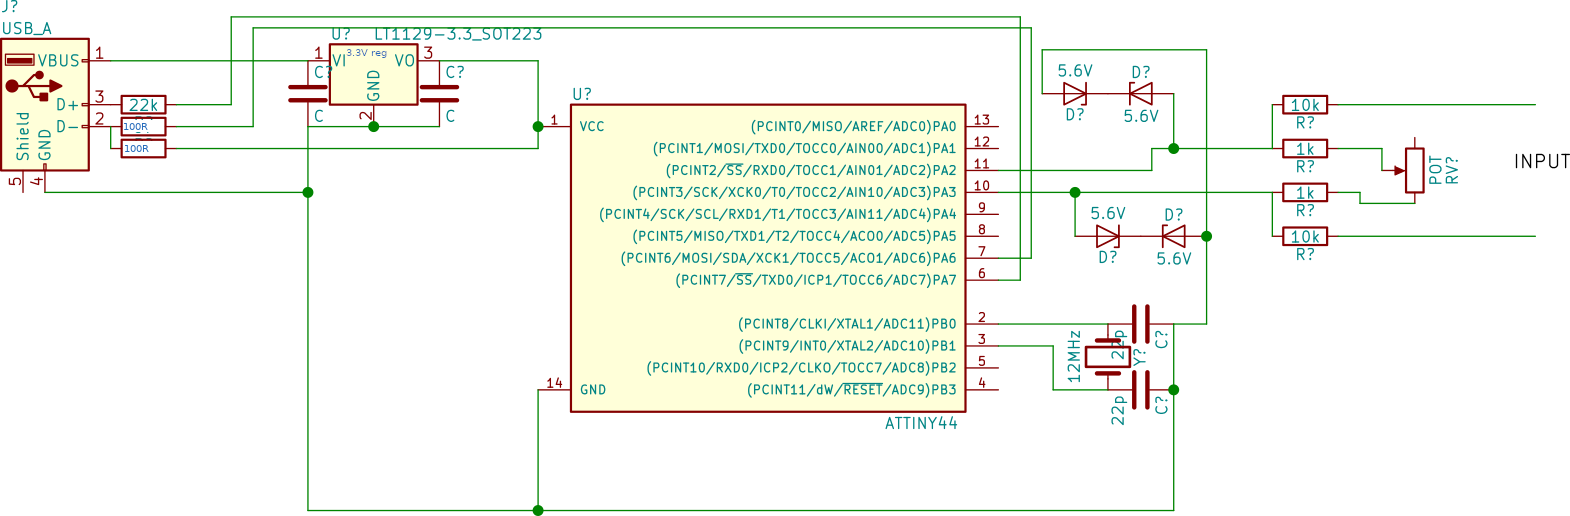 J?
USB_A
VBUS
1
D+
3
D-
2
Shield
GND
5
4
22k
100R
100R
U?
LT1129-3.3_SOT223
3.3V reg
1
VI
VO
3
GND
2
C?
C
C?
C
U?
1
VCC
14
GND
(PCINT0/MISO/AREF/ADC0)PA0
13
(PCINT1/MOSI/TXD0/TOCC0/AIN00/ADC1)PA1
12
(PCINT2/SS/RXD0/TOCC1/AIN01/ADC2)PA2
11
(PCINT3/SCK/XCK0/T0/TOCC2/AIN10/ADC3)PA3
10
(PCINT4/SCK/SCL/RXD1/T1/TOCC3/AIN11/ADC4)PA4
9
(PCINT5/MISO/TXD1/T2/TOCC4/ACO0/ADC5)PA5
8
(PCINT6/MOSI/SDA/XCK1/TOCC5/ACO1/ADC6)PA6
7
(PCINT7/SS/TXD0/ICP1/TOCC6/ADC7)PA7
6
(PCINT8/CLKI/XTAL1/ADC11)PB0
2
(PCINT9/INT0/XTAL2/ADC10)PB1
3
(PCINT10/RXD0/ICP2/CLKO/TOCC7/ADC8)PB2
5
(PCINT11/dW/RESET/ADC9)PB3
4
ATTINY44
5.6V
D?
D?
5.6V
5.6V
D?
D?
5.6V
12MHz
Y?
22p
C?
22p
C?
10k
R?
1k
R?
1k
R?
10k
R?
POT
RV?
INPUT